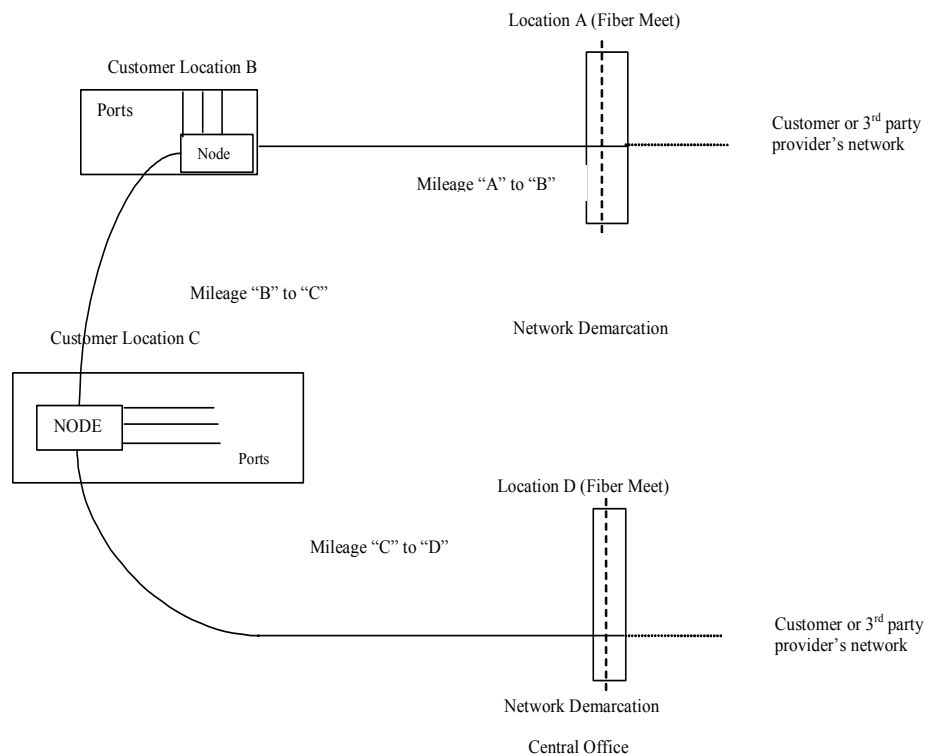 Location A (Fiber Meet)
Customer Location B
Ports
Node
Customer or 3rd party
provider’s network
Mileage “A” to “B”
Mileage “B” to “C”
Network Demarcation
Customer Location C
NODE
Ports
Location D (Fiber Meet)
Mileage “C” to “D”
Customer or 3rd party
provider’s network
Network Demarcation
Central Office